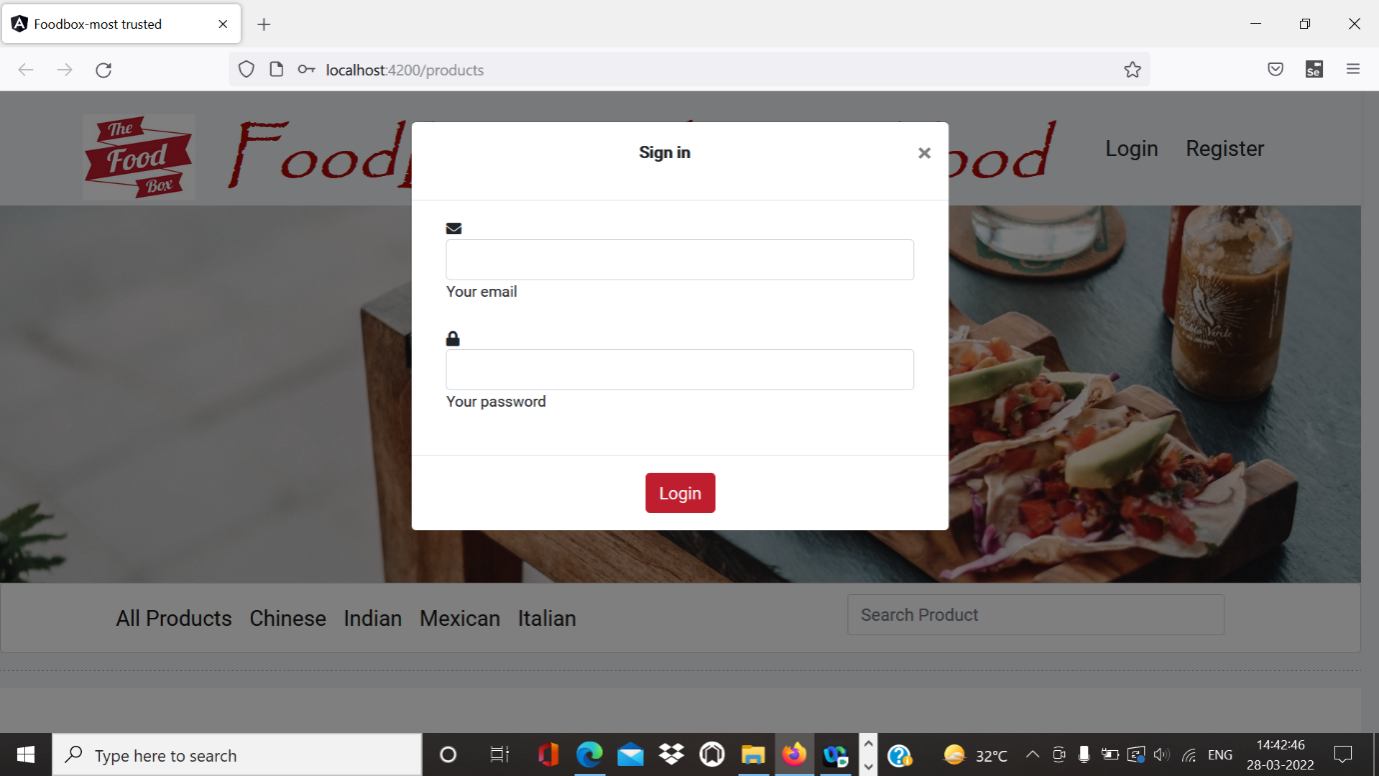 Foodbox-most trusted
localhost:4200/products
The
Food
Box
Food
ood
Login Register
Sign in
Your email
Your password
Login
All Products Chinese Indian Mexican Italian
Search Product
Type here to search
32°C
ENG
14:42:46
28-03-2022